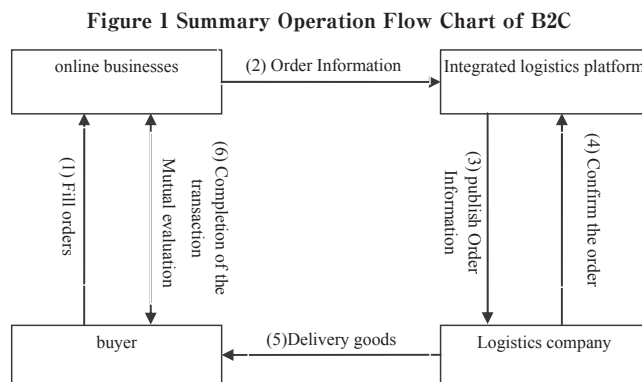 Figure 1 Summary Operation Flow Chart of B2C
online businesses
(2) Order Information
Integrated logistics platform
(1) Fill orders
(6) Completion of the
transaction
Mutual evaluation
(3) publish Order
Information
(4) Confirm the order
buyer
(5)Delivery goods
Logistics company